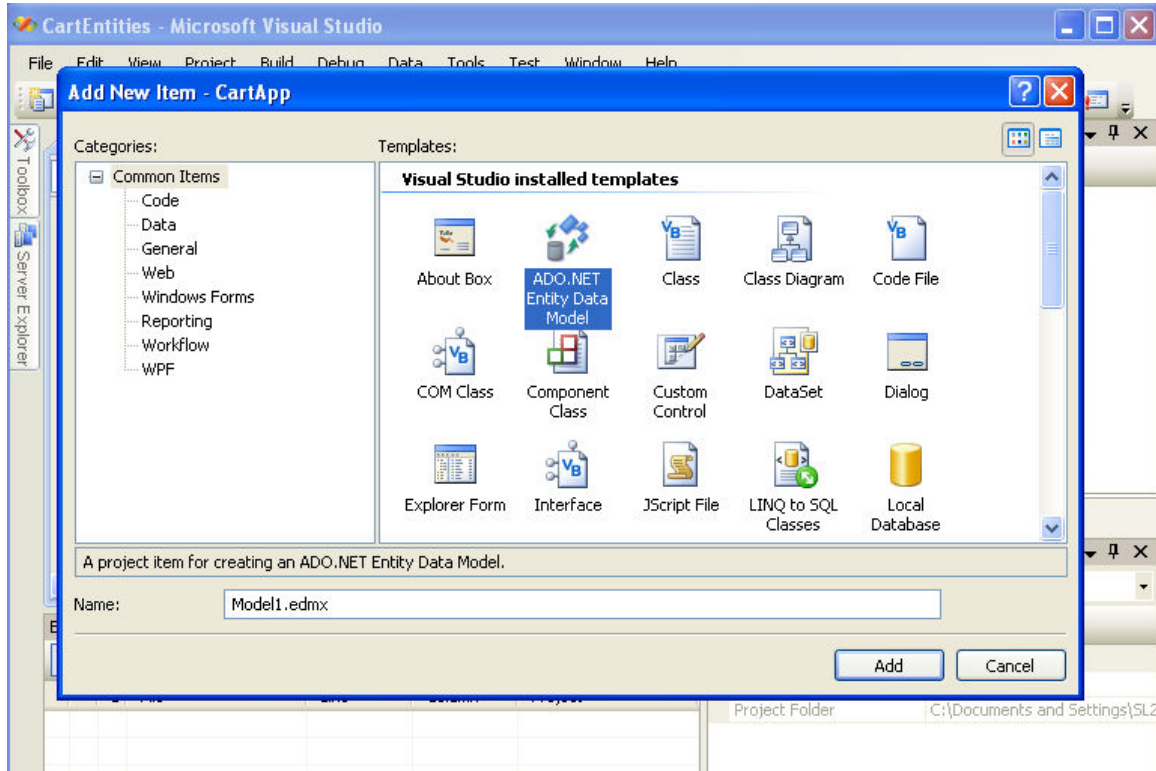 CartEntities - Microsoft Visual Studio
File Edit View Project Build Debug Data Tools Test Window Help
Add New Item - CartApp
Categories:
Templates:
Toolbox
Server Explorer
Common Items
Code
Data
General
Web
Windows Forms
Reporting
Workflow
WPF
Visual Studio installed templates
About Box
ADO.NET
Entity Data
Model
Class
Class Diagram
Code File
COM Class
Component
Class
Custom
Control
DataSet
Dialog
Explorer Form
Interface
JScript File
LINQ to SQL
Classes
Local
Database
A project item for creating an ADO.NET Entity Data Model.
Name: Model1.edmx
Add Cancel
Project Folder C:\Documents and Settings\SL2